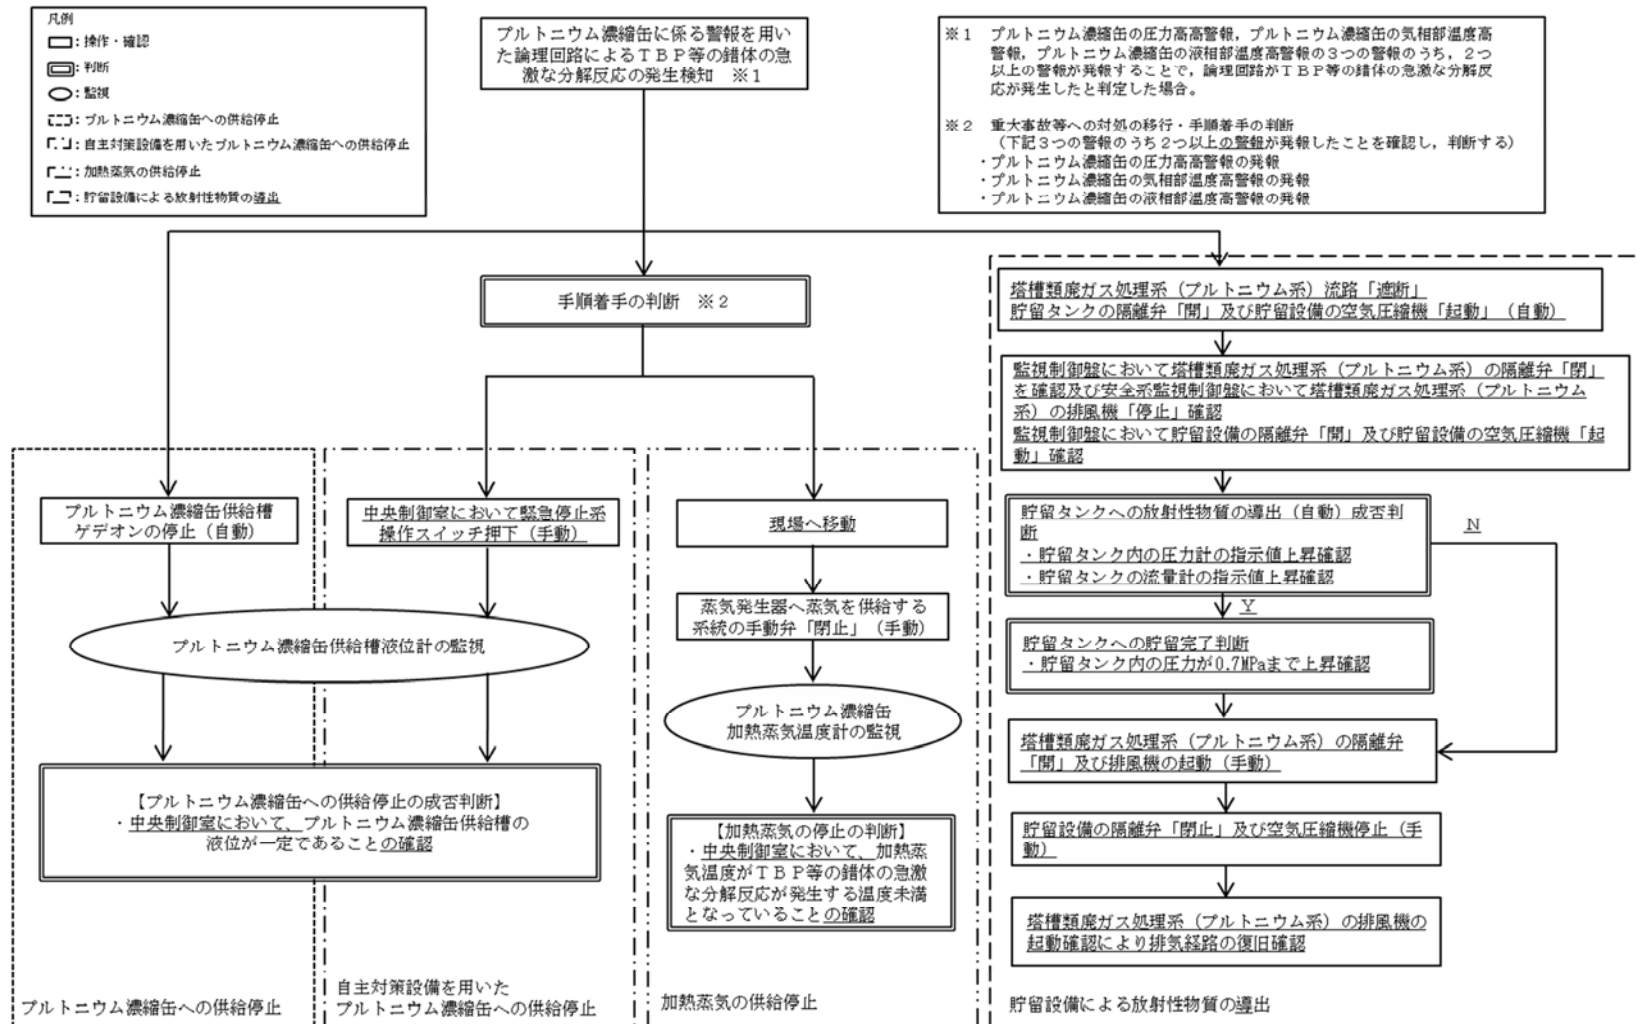 凡例
：操作・確認
：判断
：監視
：プルトニウム濃縮缶への供給停止
：自主対策設備を用いたプルトニウム濃縮缶への供給停止
：加熱蒸気の供給停止
：貯留設備による放射性物質の導出
プルトニウム濃縮缶に係る警報を用い
た論理回路によるＴＢＰ等の錯体の急
激な分解反応の発生検知　※１
※１　プルトニウム濃縮缶の圧力高高警報，プルトニウム濃縮缶の気相部温度高
警報，プルトニウム濃縮缶の液相部温度高警報の３つの警報のうち，２つ
以上の警報が発報することで，論理回路がＴＢＰ等の錯体の急激な分解反
応が発生したと判定した場合。
※２　重大事故等への対処の移行・手順着手の判断
（下記３つの警報のうち２つ以上の警報が発報したことを確認し，判断する）
・プルトニウム濃縮缶の圧力高高警報の発報
・プルトニウム濃縮缶の気相部温度高警報の発報
・プルトニウム濃縮缶の液相部温度高警報の発報
手順着手の判断　※２
プルトニウム濃縮缶供給槽
ゲデオンの停止（自動）
中央制御室において緊急停止系
操作スイッチ押下（手動）
プルトニウム濃縮缶供給槽液位計の監視
【プルトニウム濃縮缶への供給停止の成否判断】
・中央制御室において、プルトニウム濃縮缶供給槽の
液位が一定であることの確認
プルトニウム濃縮缶への供給停止
自主対策設備を用いた
プルトニウム濃縮缶への供給停止
現場へ移動
蒸気発生器へ蒸気を供給する
系統の手動弁「閉止」（手動）
プルトニウム濃縮缶
加熱蒸気温度計の監視
【加熱蒸気の停止の判断】
・中央制御室において、加熱蒸
気温度がＴＢＰ等の錯体の急激
な分解反応が発生する温度未満
となっていることの確認
加熱蒸気の供給停止
塔槽類廃ガス処理系（プルトニウム系）流路「遮断」
貯留タンクの隔離弁「開」及び貯留設備の空気圧縮機「起動」（自動）
監視制御盤において塔槽類廃ガス処理系（プルトニウム系）の隔離弁「閉」
を確認及び安全系監視制御盤において塔槽類廃ガス処理系（プルトニウム
系）の排風機「停止」確認
監視制御盤において貯留設備の隔離弁「開」及び貯留設備の空気圧縮機「起
動」確認
貯留タンクへの放射性物質の導出（自動）成否判
断
・貯留タンク内の圧力計の指示値上昇確認
・貯留タンクの流量計の指示値上昇確認
N
Y
貯留タンクへの貯留完了判断
・貯留タンク内の圧力が0.7MPaまで上昇確認
塔槽類廃ガス処理系（プルトニウム系）の隔離弁
「開」及び排風機の起動（手動）
貯留設備の隔離弁「閉止」及び空気圧縮機停止（手
動）
塔槽類廃ガス処理系（プルトニウム系）の排風機の
起動確認により排気経路の復旧確認
貯留設備による放射性物質の導出